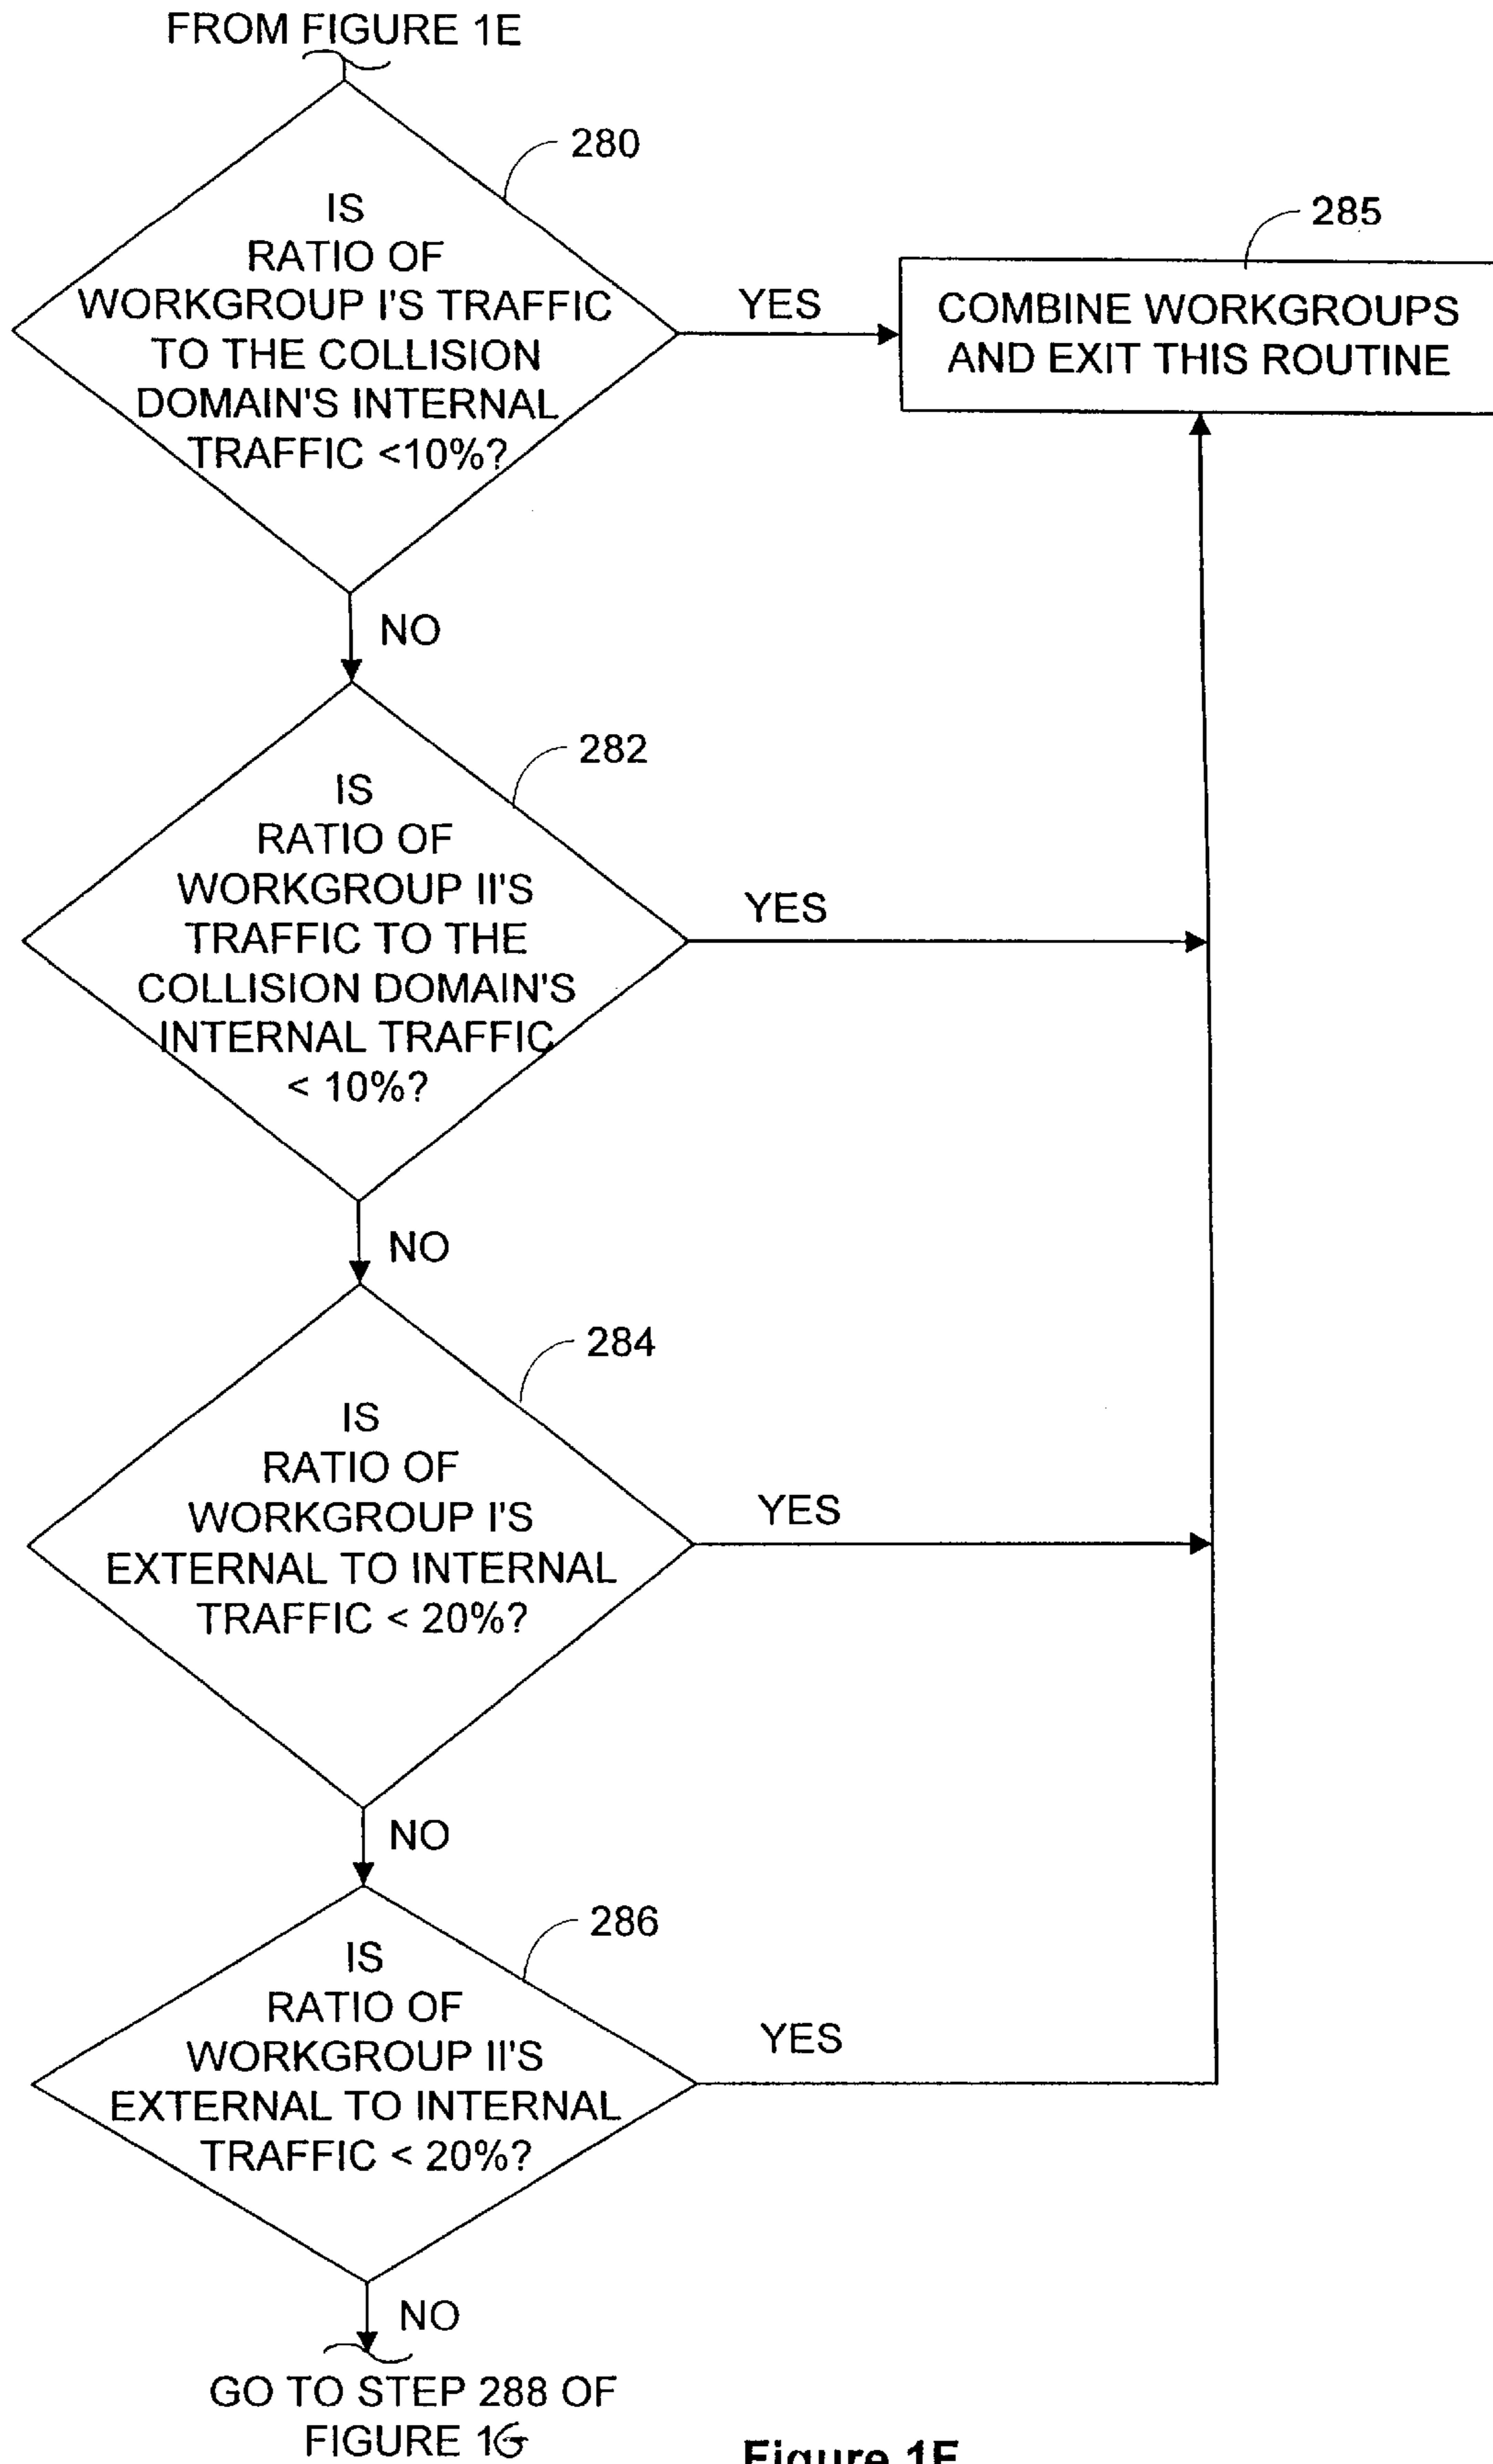 FROM FIGURE 1E
280
IS
RATIO OF
WORKGROUP I'S TRAFFIC
TO THE COLLISION
DOMAIN'S INTERNAL
TRAFFIC <10%?
YES
285
COMBINE WORKGROUPS
AND EXIT THIS ROUTINE
NO
282
IS
RATIO OF
WORKGROUP II'S
TRAFFIC TO THE
COLLISION DOMAIN'S
INTERNAL TRAFFIC
< 10%?
YES
NO
284
IS
RATIO OF
WORKGROUP I'S
EXTERNAL TO INTERNAL
TRAFFIC < 20%?
YES
NO
286
IS
RATIO OF
WORKGROUP II'S
EXTERNAL TO INTERNAL
TRAFFIC < 20%?
YES
NO
GO TO STEP 288 OF
FIGURE 1G
Figure 1F